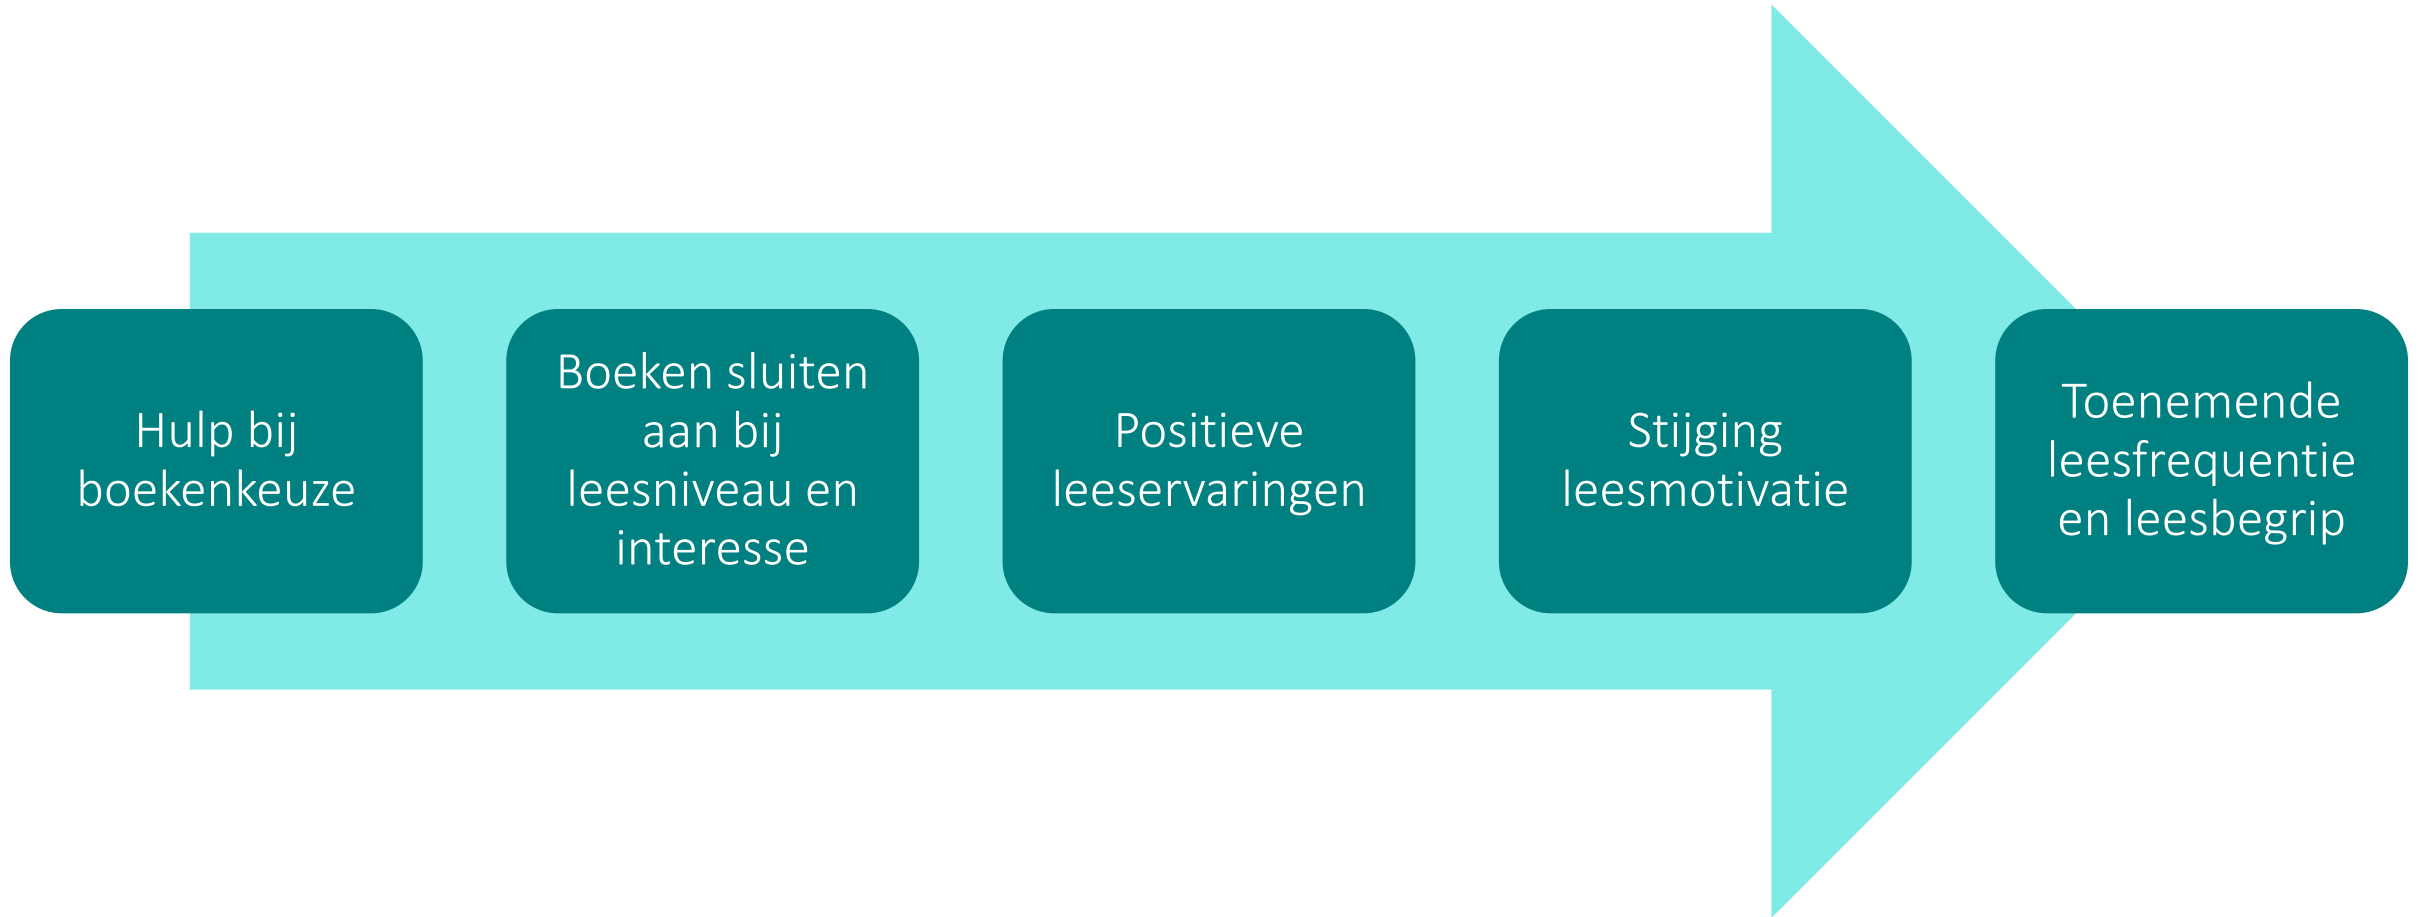 Hulp bij
boekenkeuze
Boeken sluiten
aan bij
leesniveau en
interesse
Positieve
leeservaringen
Stijging
leesmotivatie
Toenemende
leesfrequentie
en leesbegrip